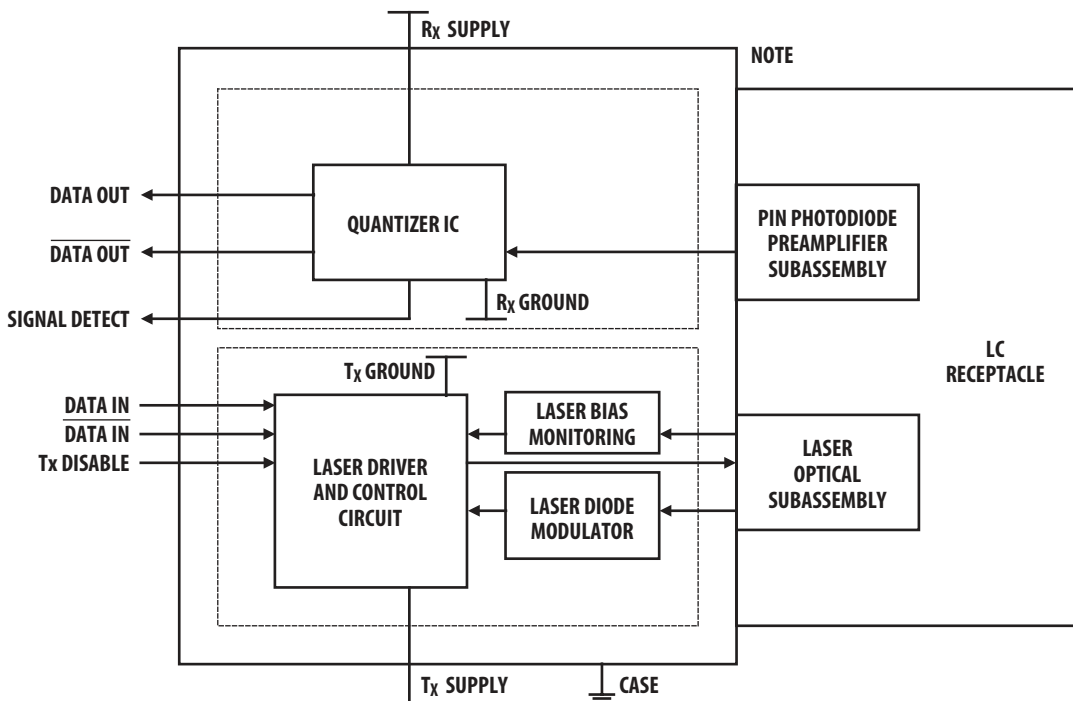 Rx SUPPLY
NOTE
DATA OUT
DATA OUT
SIGNAL DETECT
QUANTIZER IC
Rx GROUND
PIN PHOTODIODE
PREAMPLIFIER
SUBASSEMBLY
LC
RECEPTACLE
Tx GROUND
DATA IN
DATA IN
Tx DISABLE
LASER DRIVER
AND CONTROL
CIRCUIT
LASER BIAS
MONITORING
LASER DIODE
MODULATOR
LASER
OPTICAL
SUBASSEMBLY
Tx SUPPLY
CASE